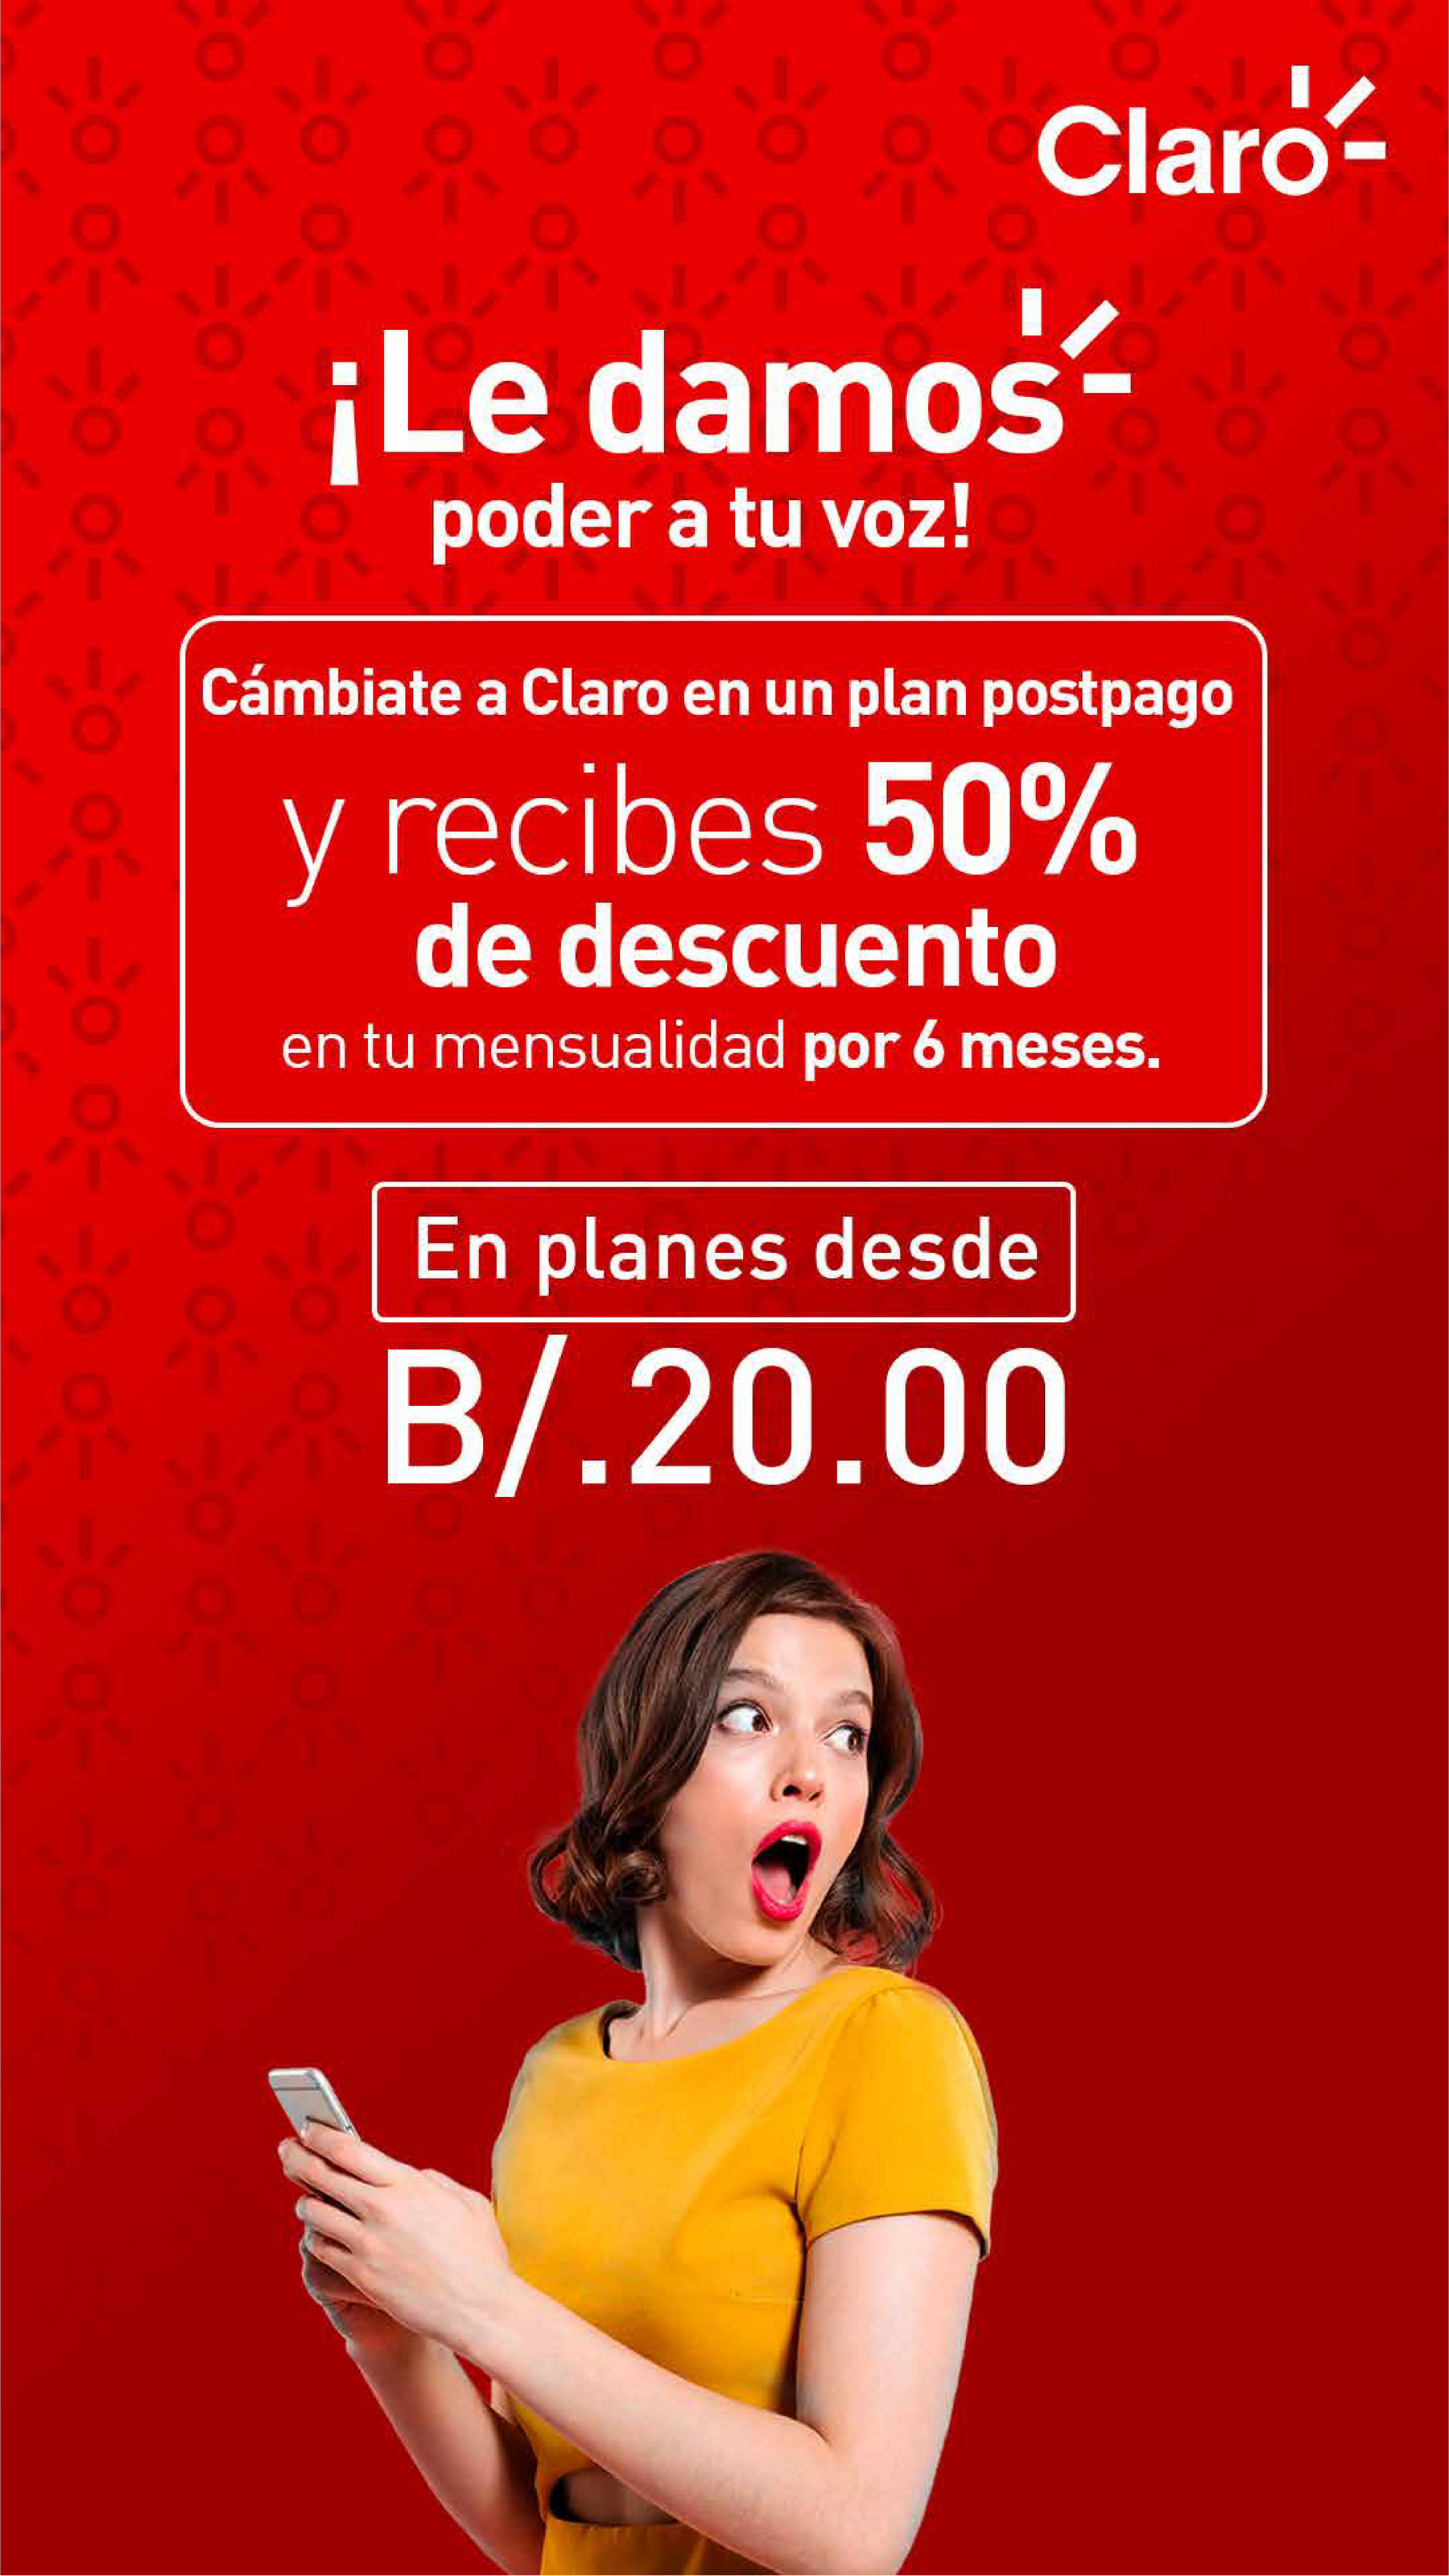 Claro
¡Le damos
poder a tu voz!
Cámbiate a Claro en un plan postpago
y recibes 50%
de descuento
en tu mensualidad por 6 meses.
En planes desde
B/.20.00